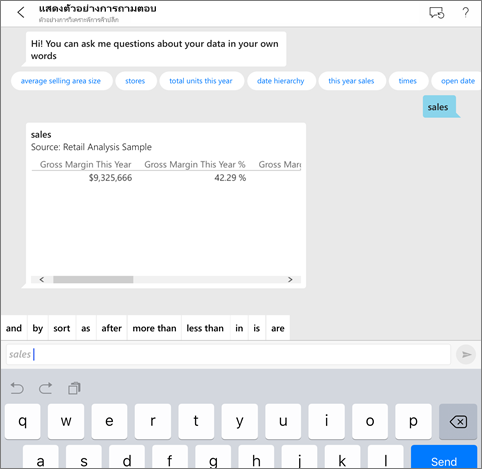 แสดงตัวอย่างการถามตอบ
ตัวอย่างการวิเคราะห์การค้าปลีก
?
Hi! You can ask me questions about your data in your own
words
average selling area size
stores
total units this year
date hierarchy
this year sales
times
open date
sales
sales
Source: Retail Analysis Sample
Gross Margin This Year Gross Margin This Year % Gross Marg
$9,325,666 42.29 %
and by sort as after more than less than in is are
sales
q w e r t y u i o p
a s d f g h j k l Send